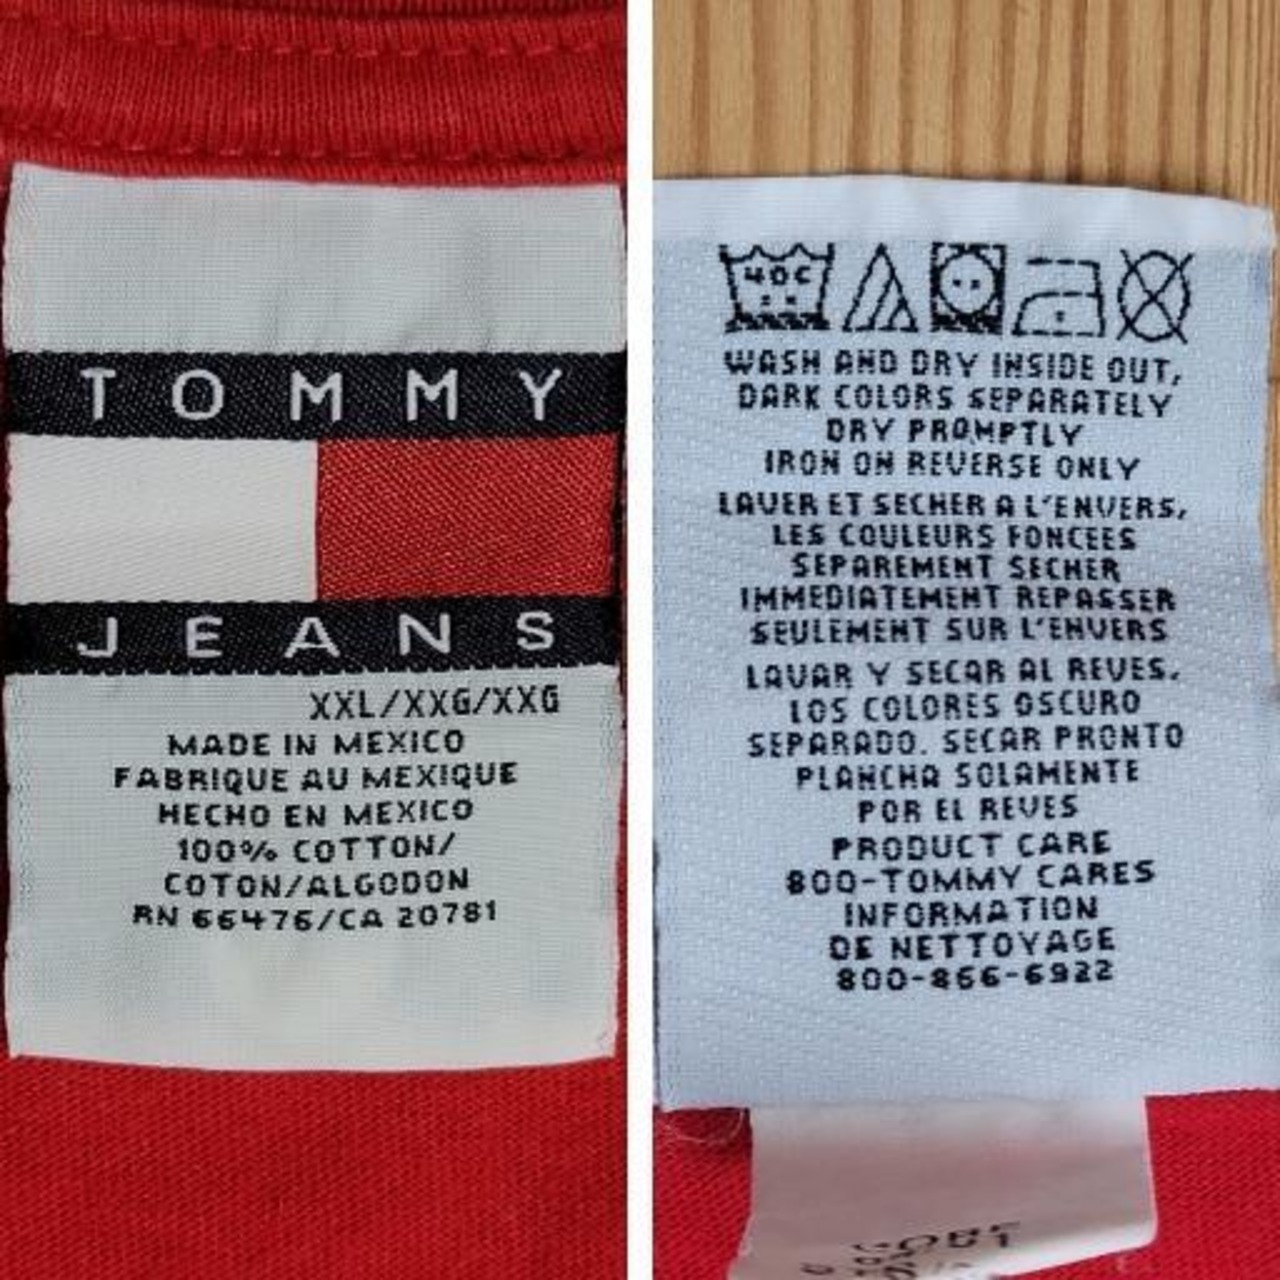 TOMMY
JEANS
XXL/XXG/XXG
MADE IN MEXICO
FABRIQUE AU MEXIQUE
HECHO EN MEXICO
100% COTTON/
COTON/ALGODON
RN 66476/CA 20781
40C
WASH AND DRY INSIDE OUT,
DARK COLORS SEPARATELY
DRY PROMPTLY
IRON ON REVERSE ONLY
LAVER ET SECHER A L'ENVERS,
LES COULEURS FONCEES
SEPAREMENT SECHER
IMMEDIATEMENT REPASSER
SEULEMENT SUR L'ENVERS
LAVAR Y SECAR AL REVES.
LOS COLORES OSCURO
SEPARADO. SECAR PRONTO
PLANCHA SOLAMENTE
POR EL REVES
PRODUCT CARE
800-TOMMY CARES
INFORMATION
DE NETTOYAGE
800-866-6922